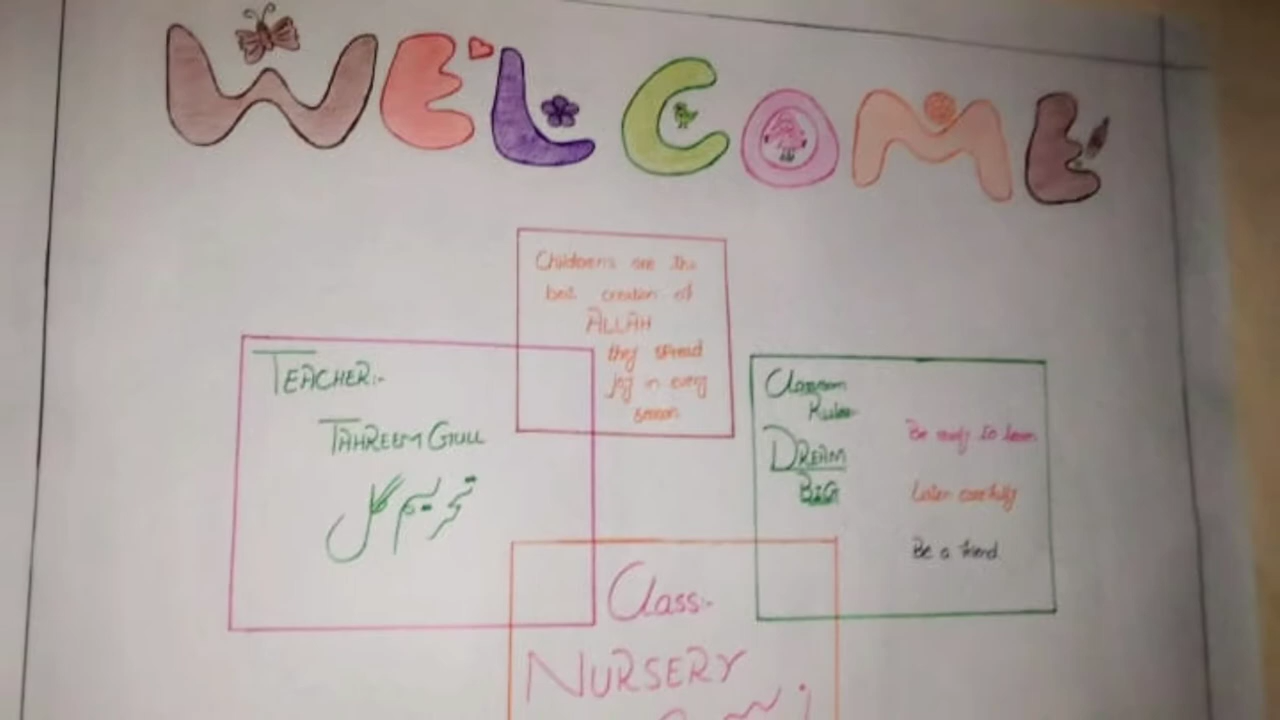 WELCOME
Childrens are the
best creation of
ALLAH
they spread
joy in every
season
TEACHER:-
TAHREEM GULL
تحریم گل
Classroom
Rules
DREAM
BIG
Be ready to learn
Listen carefully
Be a friend
Class:-
NURSERY